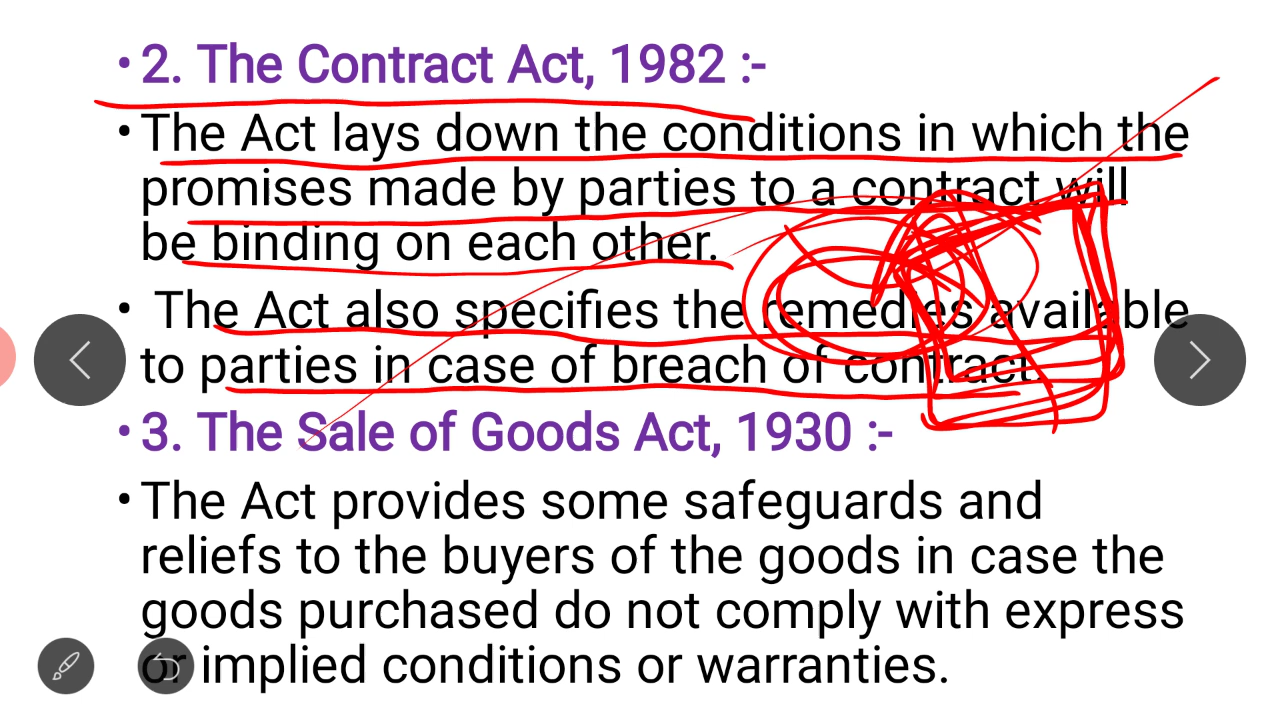 • 2. The Contract Act, 1982 :-
• The Act lays down the conditions in which the
promises made by parties to a contract will
be binding on each other.
• The Act also specifies the remedies available
to parties in case of breach of contract.
• 3. The Sale of Goods Act, 1930 :-
• The Act provides some safeguards and
reliefs to the buyers of the goods in case the
goods purchased do not comply with express
or implied conditions or warranties.